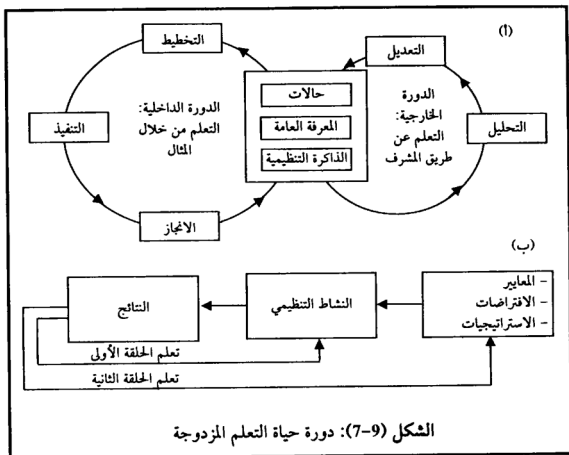 (أ)
التخطيط
التعديل
التنفيذ
الدورة الداخلية:
التعلم من خلال
المثال
حالات
المعرفة العامة
الذاكرة التنظيمية
الدورة
الخارجية:
التعلم عن
طريق المشرف
التحليل
الانجاز
(ب)
- المعايير
- الافتراضات
- الاستراتيجيات
النشاط التنظيمي
النتائج
تعلم الحلقة الأولى
تعلم الحلقة الثانية
الشكل (9-7): دورة حياة التعلم المزدوجة